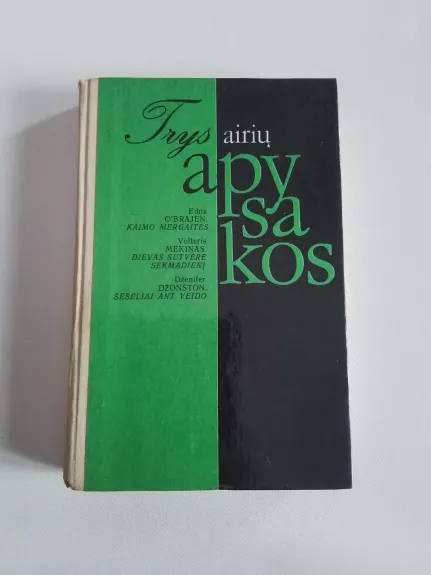 Trys airių
apy
sa
kos
Edna
O'BRAJEN.
KAIMO MERGAITĖS
Volteris
MEKINAS.
DIEVAS SUTVĖRĖ
SEKMADIENĮ
Dženifer
DŽONSTON.
ŠEŠĖLIAI ANT VEIDO